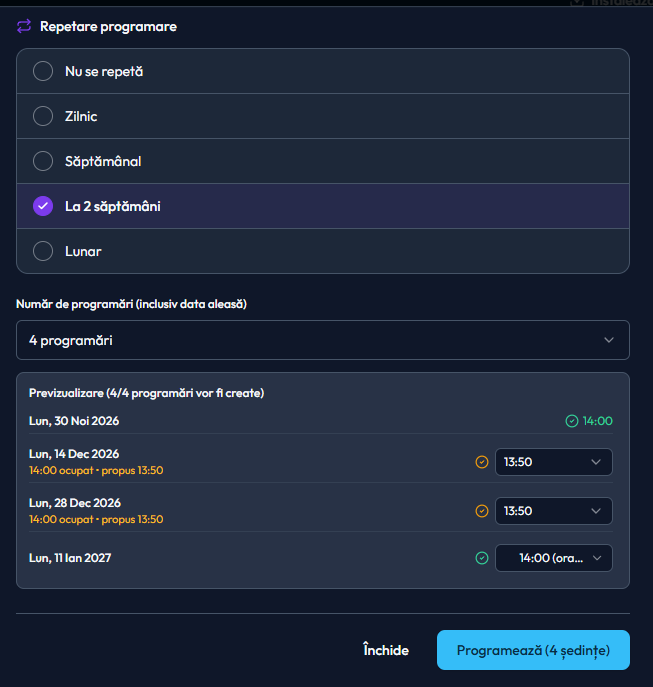 Instalează
Repetare programare
Nu se repetă
Zilnic
Săptămânal
La 2 săptămâni
Lunar
Număr de programări (inclusiv data aleasă)
4 programări
Previzualizare (4/4 programări vor fi create)
Lun, 30 Noi 2026 14:00
Lun, 14 Dec 2026
14:00 ocupat • propus 13:50
13:50
Lun, 28 Dec 2026
14:00 ocupat • propus 13:50
13:50
Lun, 11 Ian 2027 14:00 (ora...
Închide Programează (4 ședințe)